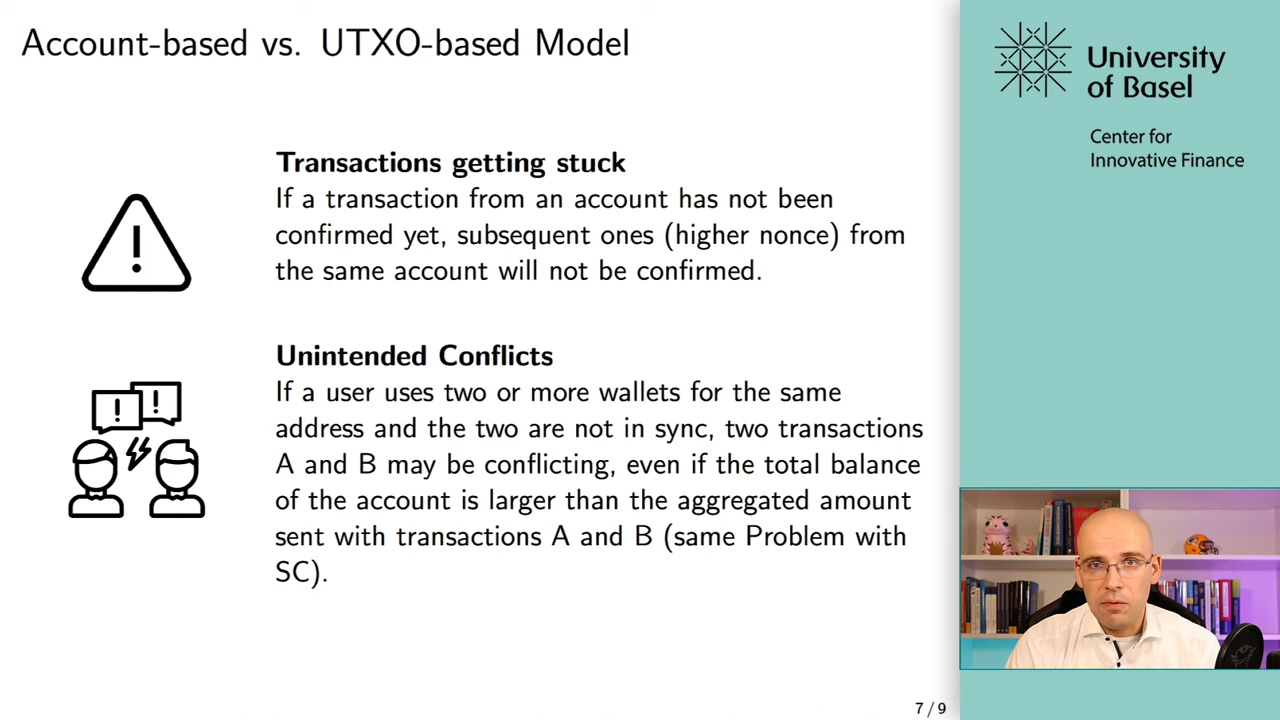 Account-based vs. UTXO-based Model
Transactions getting stuck
If a transaction from an account has not been
confirmed yet, subsequent ones (higher nonce) from
the same account will not be confirmed.
Unintended Conflicts
If a user uses two or more wallets for the same
address and the two are not in sync, two transactions
A and B may be conflicting, even if the total balance
of the account is larger than the aggregated amount
sent with transactions A and B (same Problem with
SC).
7 / 9
University
of Basel
Center for
Innovative Finance